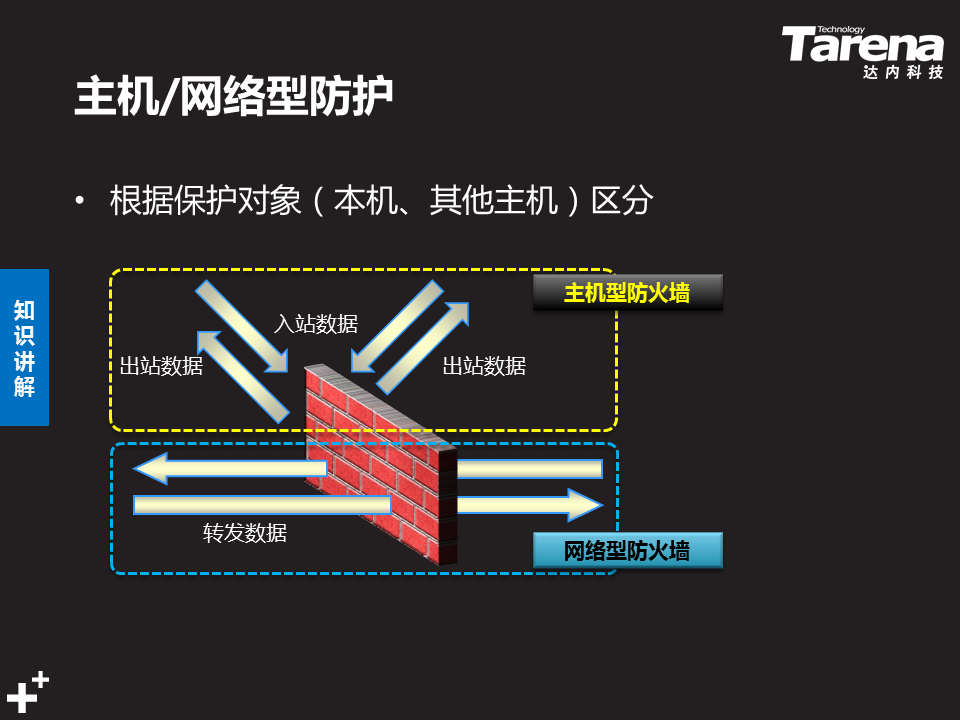 Technology
Tarena
达内科技
主机/网络型防护
• 根据保护对象（本机、其他主机）区分
知识讲解
主机型防火墙
入站数据
出站数据
出站数据
转发数据
网络型防火墙